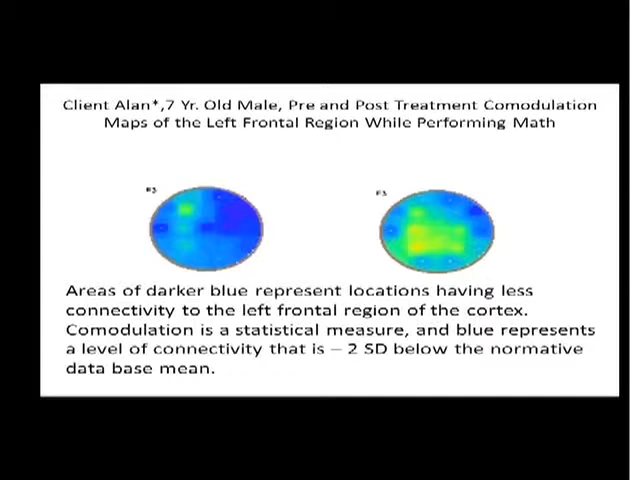 Client Alan*,7 Yr. Old Male, Pre and Post Treatment Comodulation
Maps of the Left Frontal Region While Performing Math
F3
F3
Areas of darker blue represent locations having less
connectivity to the left frontal region of the cortex.
Comodulation is a statistical measure, and blue represents
a level of connectivity that is – 2 SD below the normative
data base mean.